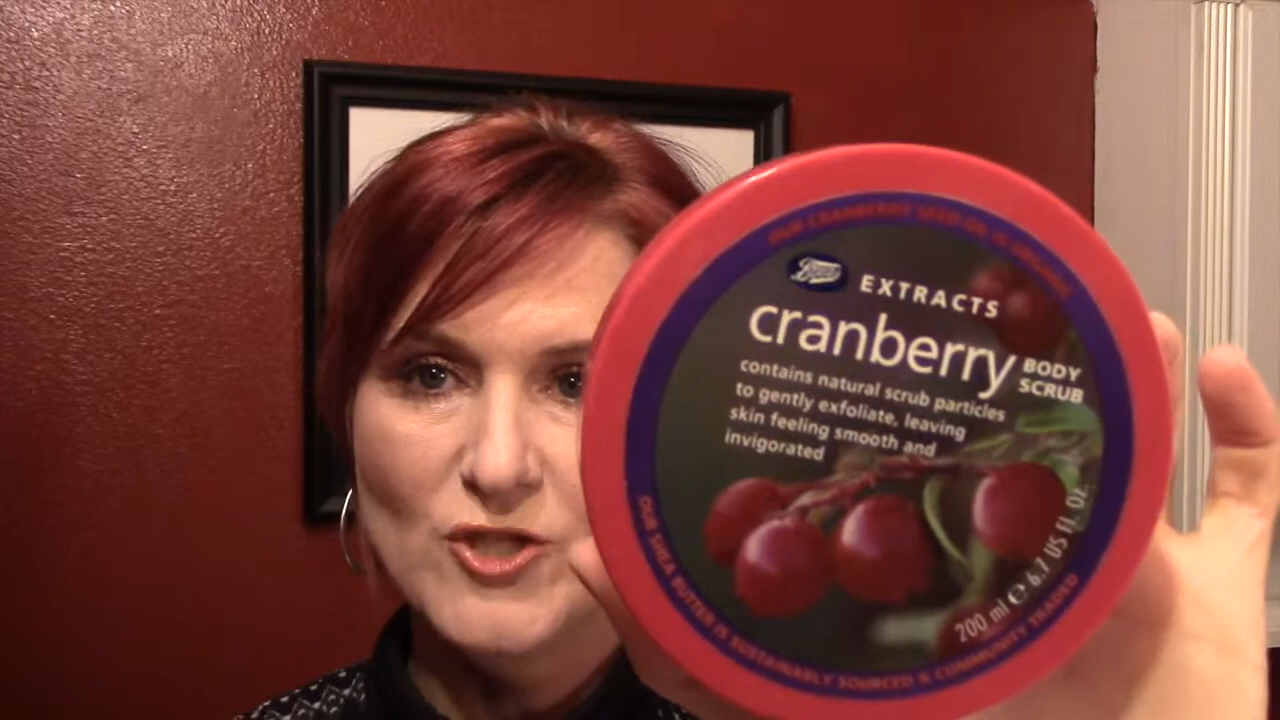 OUR CRANBERRY SEED OIL IS ORGANIC
Boots
EXTRACTS
cranberry
BODY
SCRUB
contains natural scrub particles
to gently exfoliate, leaving
skin feeling smooth and
invigorated
200 ml e 6.7 US FL. OZ.
OUR SHEA BUTTER IS SUSTAINABLY SOURCED & COMMUNITY TRADED